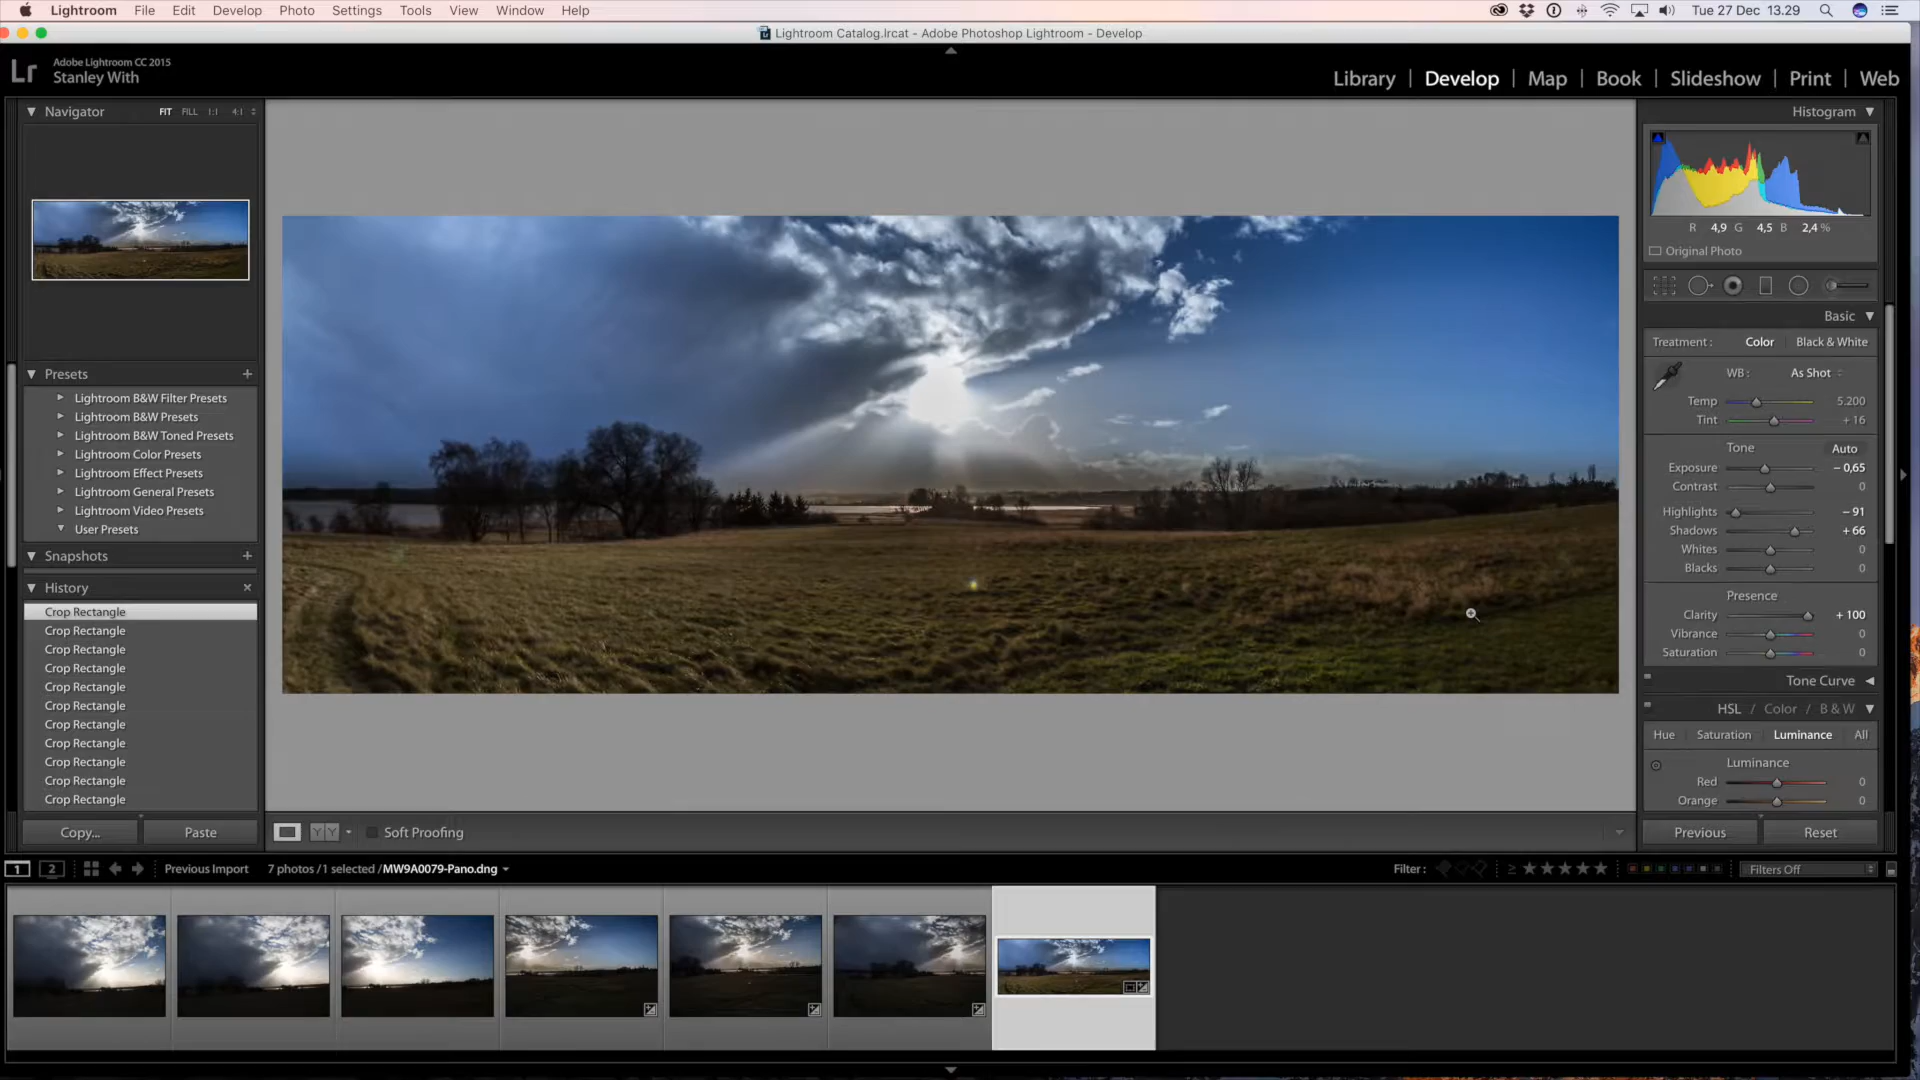 Lightroom File Edit Develop Photo Settings Tools View Window Help Tue 27 Dec 13.29
Lightroom Catalog.lrcat - Adobe Photoshop Lightroom - Develop
Lr Adobe Lightroom CC 2015
Stanley With
Library | Develop | Map | Book | Slideshow | Print | Web
Navigator FIT FILL 1:1 4:1
Presets +
Lightroom B&W Filter Presets
Lightroom B&W Presets
Lightroom B&W Toned Presets
Lightroom Color Presets
Lightroom Effect Presets
Lightroom General Presets
Lightroom Video Presets
User Presets
Snapshots +
History ×
Crop Rectangle
Crop Rectangle
Crop Rectangle
Crop Rectangle
Crop Rectangle
Crop Rectangle
Crop Rectangle
Crop Rectangle
Crop Rectangle
Crop Rectangle
Crop Rectangle
Copy... Paste
Y Y Soft Proofing
Histogram
R 4,9 G 4,5 B 2,4 %
Original Photo
Basic
Treatment : Color Black & White
WB : As Shot
Temp 5.200
Tint + 16
Tone Auto
Exposure − 0,65
Contrast 0
Highlights − 91
Shadows + 66
Whites 0
Blacks 0
Presence
Clarity + 100
Vibrance 0
Saturation 0
Tone Curve
HSL / Color / B & W
Hue Saturation Luminance All
Luminance
Red 0
Orange 0
Previous Reset
1 2 Previous Import 7 photos / 1 selected / MW9A0079-Pano.dng Filter : ≥ ★★★★★ Filters Off